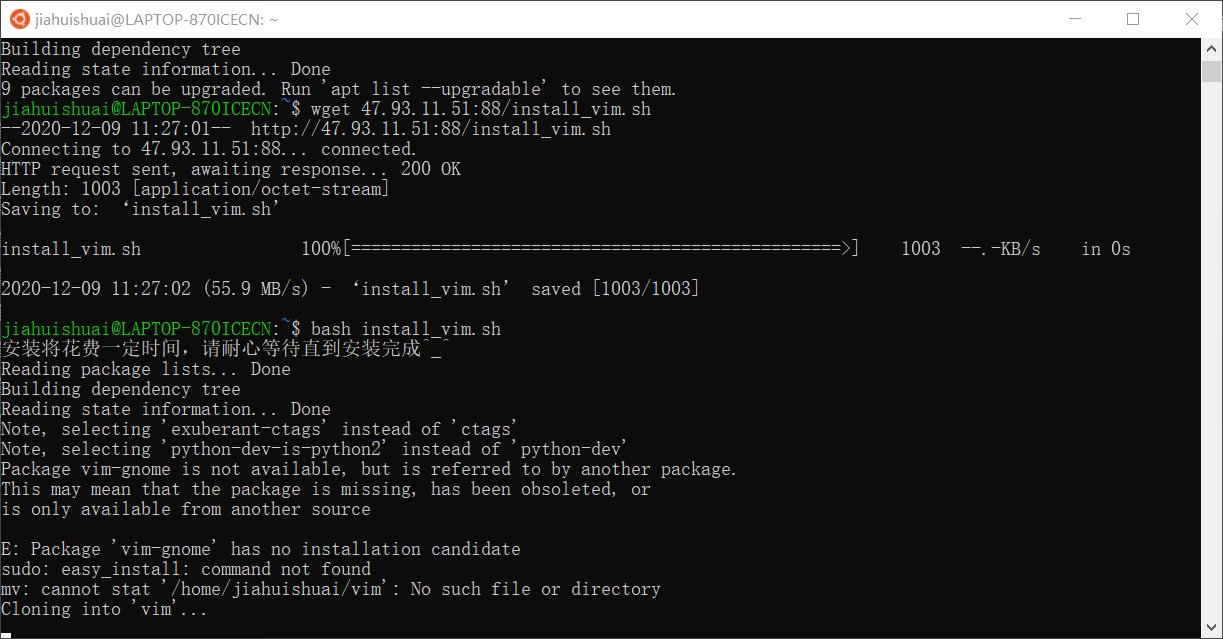 jiahuishuai@LAPTOP-870ICECN: ~
Building dependency tree
Reading state information... Done
9 packages can be upgraded. Run 'apt list --upgradable' to see them.
jiahuishuai@LAPTOP-870ICECN:~$ wget 47.93.11.51:88/install_vim.sh
--2020-12-09 11:27:01--  http://47.93.11.51:88/install_vim.sh
Connecting to 47.93.11.51:88... connected.
HTTP request sent, awaiting response... 200 OK
Length: 1003 [application/octet-stream]
Saving to: ‘install_vim.sh’
install_vim.sh                100%[=================================================>]    1003  --.-KB/s    in 0s
2020-12-09 11:27:02 (55.9 MB/s) - ‘install_vim.sh’ saved [1003/1003]
jiahuishuai@LAPTOP-870ICECN:~$ bash install_vim.sh
安装将花费一定时间，请耐心等待直到安装完成^_^
Reading package lists... Done
Building dependency tree
Reading state information... Done
Note, selecting 'exuberant-ctags' instead of 'ctags'
Note, selecting 'python-dev-is-python2' instead of 'python-dev'
Package vim-gnome is not available, but is referred to by another package.
This may mean that the package is missing, has been obsoleted, or
is only available from another source
E: Package 'vim-gnome' has no installation candidate
sudo: easy_install: command not found
mv: cannot stat '/home/jiahuishuai/vim': No such file or directory
Cloning into 'vim'...